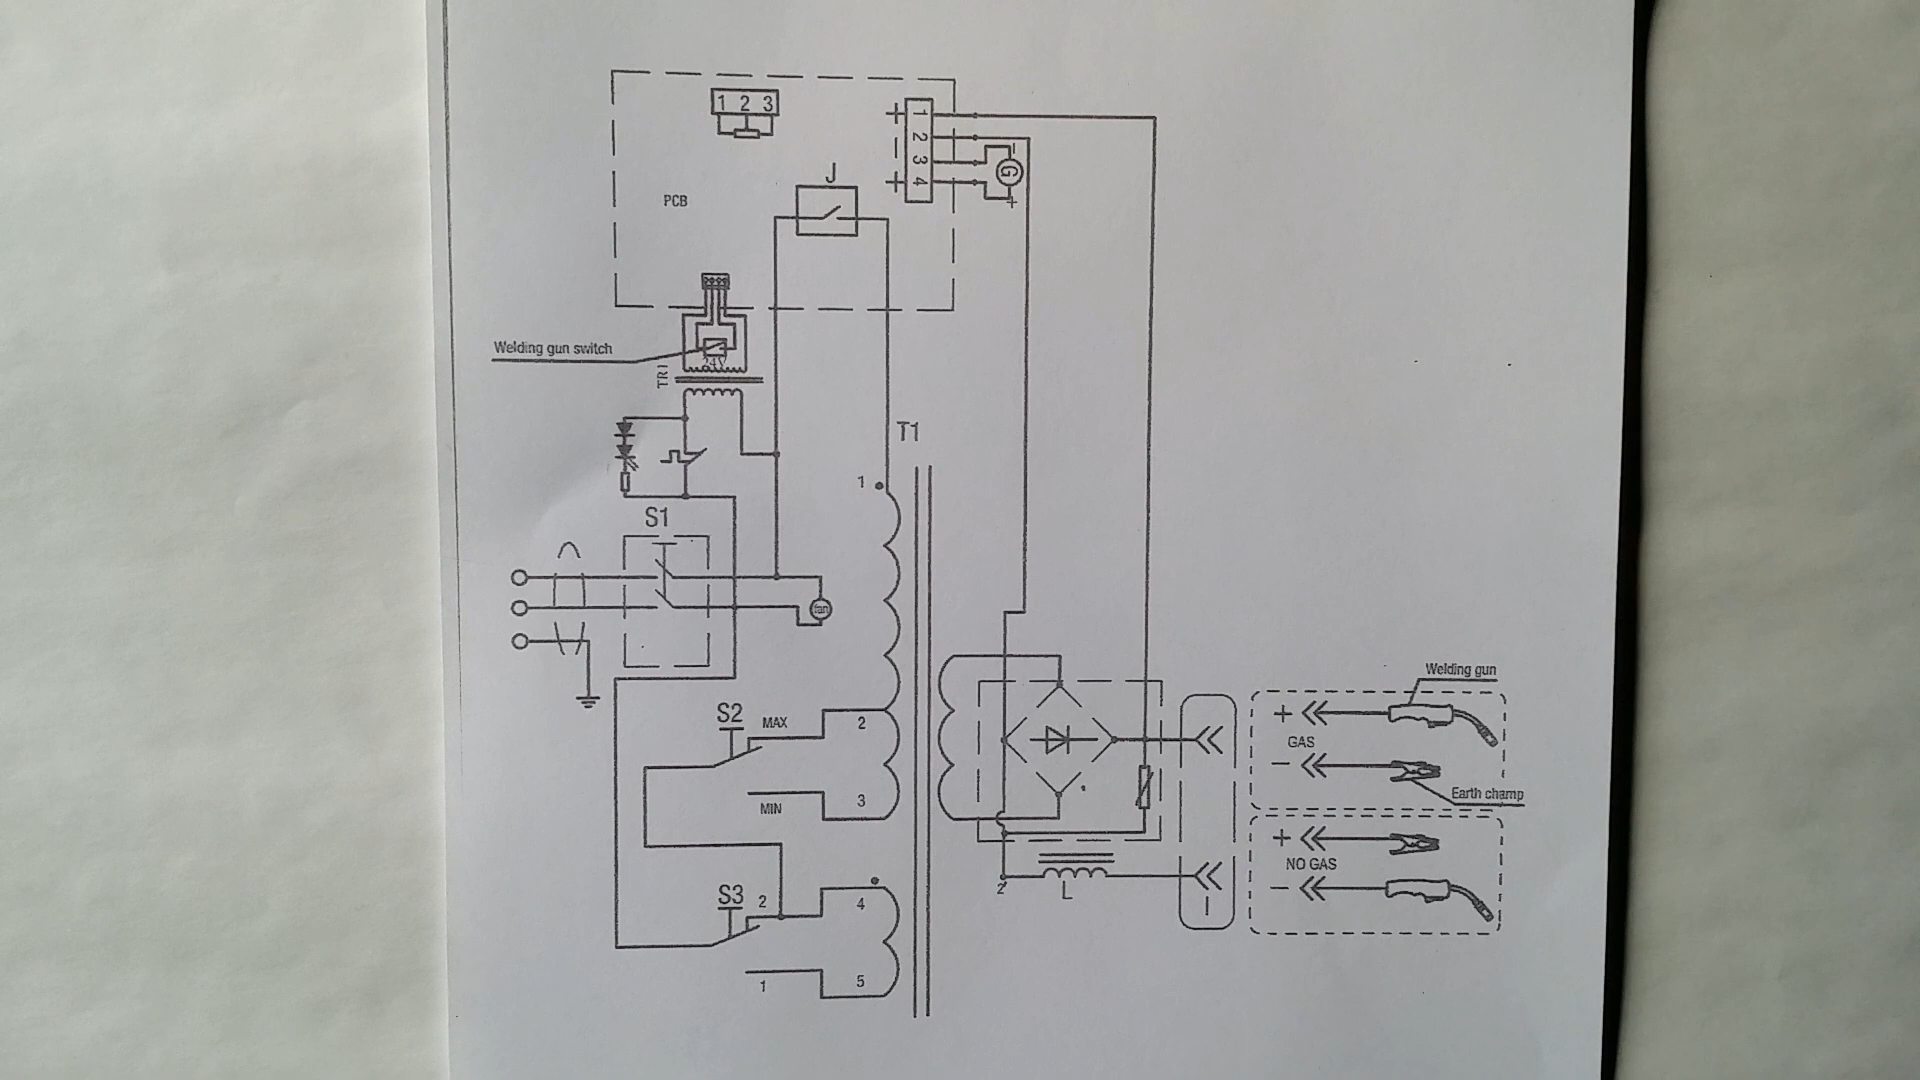 1 2 3
+ 1
2
- 3
+ 4
-
G
+
J
PCB
Welding gun switch
24V
TR1
T1
1
S1
fan
S2
MAX
2
MIN
3
S3
2
4
1
5
2'
L
-
Welding gun
+
GAS
-
Earth champ
+
NO GAS
-